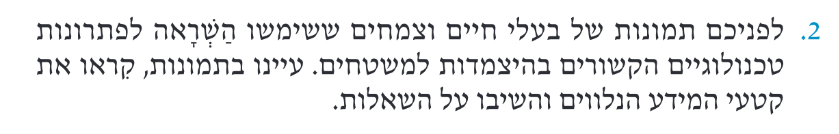 2. לפניכם תמונות של בעלי חיים וצמחים ששימשו הַשְׁרָאה לפתרונות
טכנולוגיים הקשורים בהיצמדות למשטחים. עיינו בתמונות, קִראו את
קטעי המידע הנלווים והשיבו על השאלות.